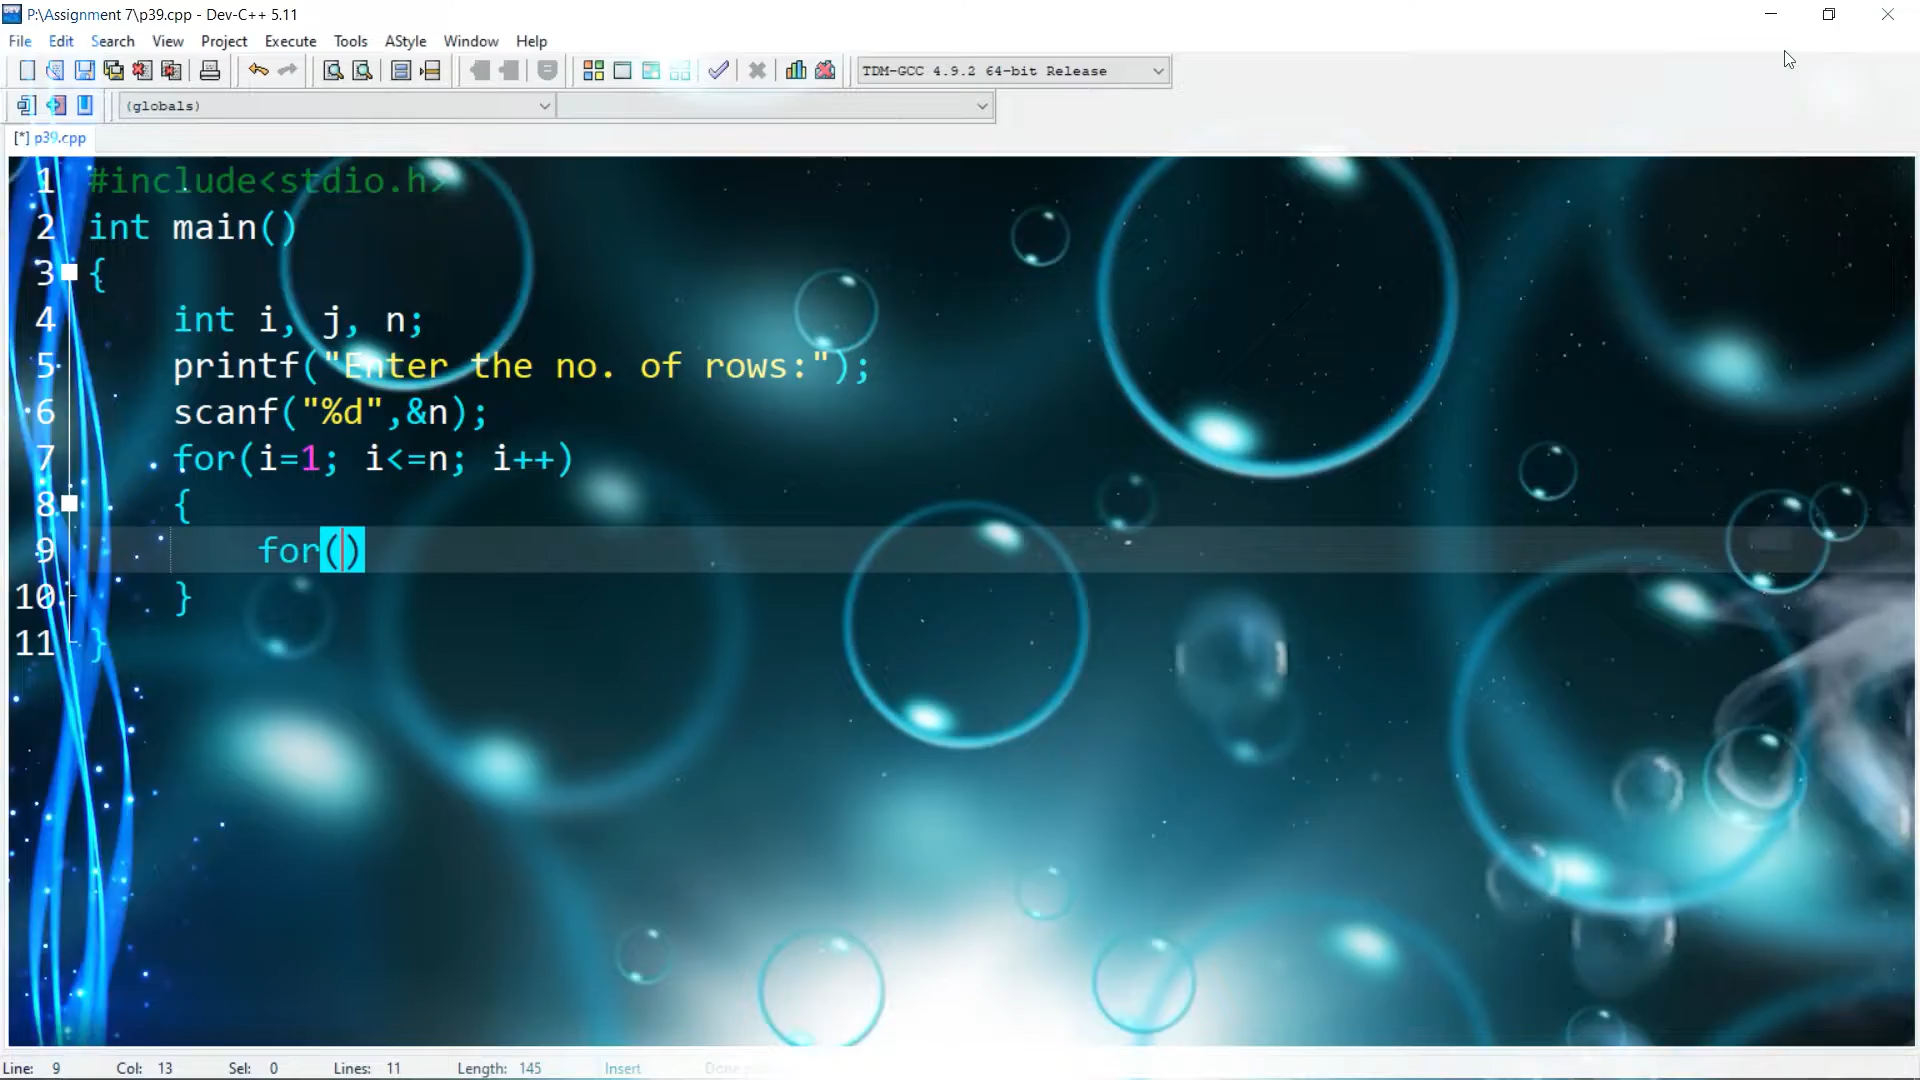 P:\Assignment 7\p39.cpp - Dev-C++ 5.11
File Edit Search View Project Execute Tools AStyle Window Help
TDM-GCC 4.9.2 64-bit Release
(globals)
[*] p39.cpp
1 #include<stdio.h>
2 int main()
3 {
4 int i, j, n;
5 printf("Enter the no. of rows:");
6 scanf("%d",&n);
7 for(i=1; i<=n; i++)
8 {
9 for()
10 }
11 }
Line: 9 Col: 13 Sel: 0 Lines: 11 Length: 145 Insert